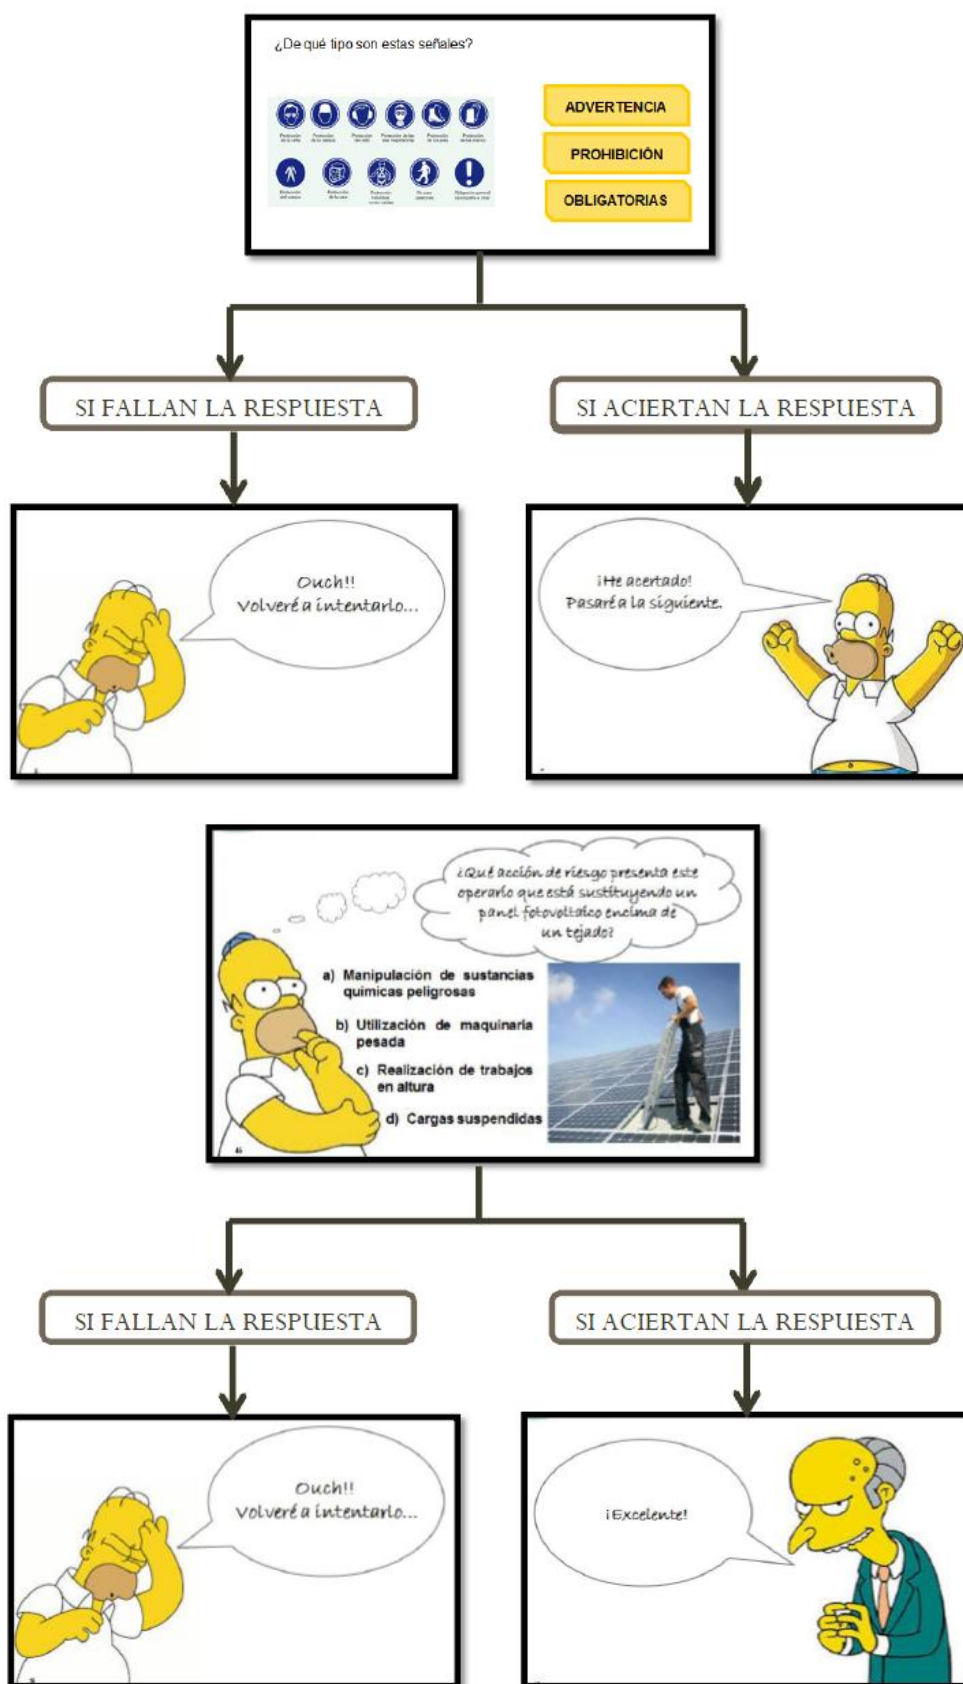 ¿De qué tipo son estas señales?
ADVERTENCIA
PROHIBICIÓN
OBLIGATORIAS
SI FALLAN LA RESPUESTA
SI ACIERTAN LA RESPUESTA
Ouch!!
Volveré a intentarlo...
¡He acertado!
Pasaré a la siguiente.
¿Qué acción de riesgo presenta este
operario que está sustituyendo un
panel fotovoltaico encima de
un tejado?
a) Manipulación de sustancias
químicas peligrosas
b) Utilización de maquinaria
pesada
c) Realización de trabajos
en altura
d) Cargas suspendidas
SI FALLAN LA RESPUESTA
SI ACIERTAN LA RESPUESTA
Ouch!!
Volveré a intentarlo...
¡Excelente!